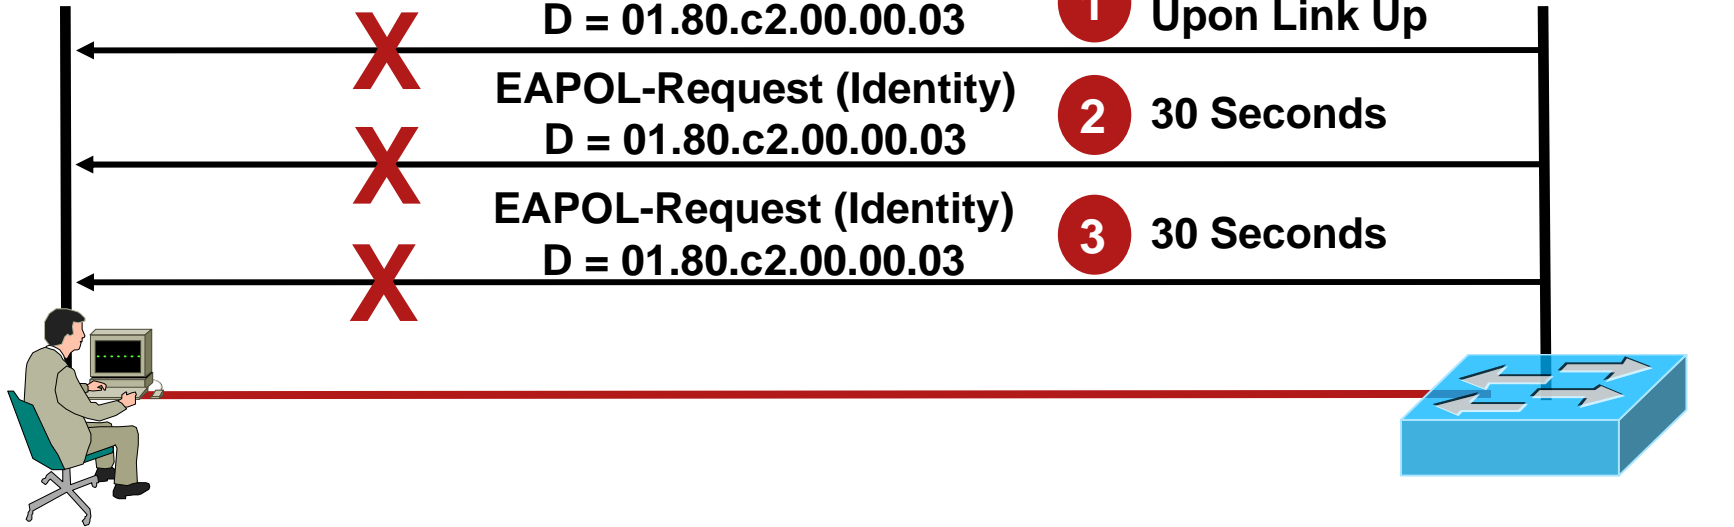 D = 01.80.c2.00.00.03
1 Upon Link Up
X
EAPOL-Request (Identity)
D = 01.80.c2.00.00.03
2 30 Seconds
X
EAPOL-Request (Identity)
D = 01.80.c2.00.00.03
3 30 Seconds
X